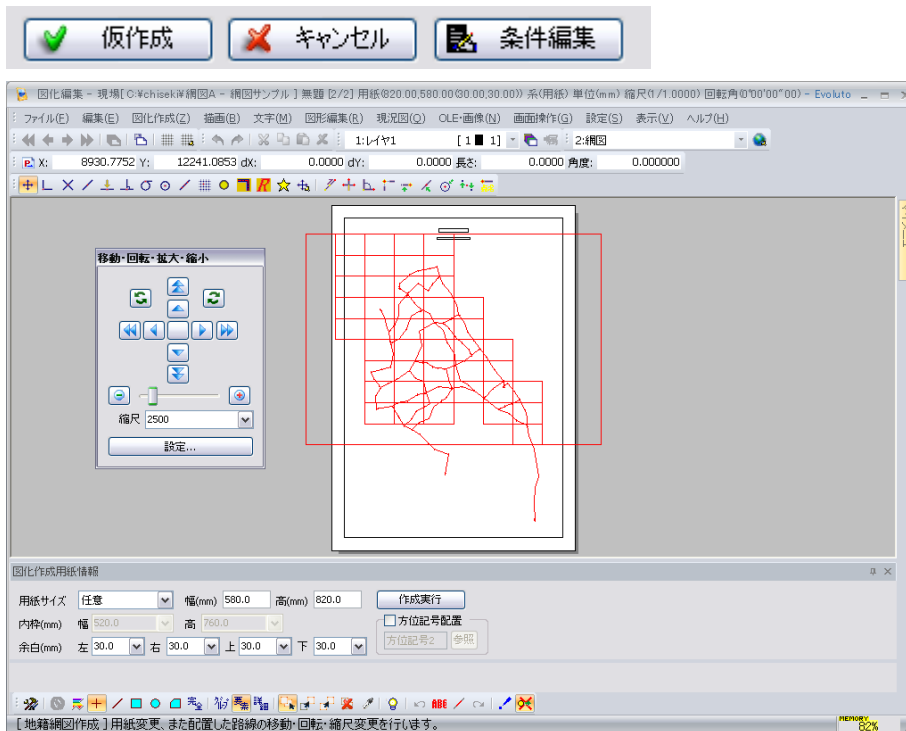 仮作成 キャンセル 条件編集
図化編集 - 現場[ C:¥chiseki¥網図A - 網図サンプル ] 無題 [2/2] 用紙(820.00,580.00(30.00,30.00)) 系(用紙) 単位(mm) 縮尺(1/1.0000) 回転角(0°00'00"00) - Evoluto
ファイル(F) 編集(E) 図化作成(Z) 描画(B) 文字(M) 図形編集(R) 現況図(Q) OLE・画像(N) 画面操作(G) 設定(S) 表示(V) ヘルプ(H)
1:レイヤ1 [ 1 1] 2:網図
X: 8930.7752 Y: 12241.0853 dX: 0.0000 dY: 0.0000 長さ: 0.0000 角度: 0.000000
移動・回転・拡大・縮小
縮尺 2500
設定...
図化作成用紙情報
用紙サイズ 任意 幅(mm) 580.0 高(mm) 820.0 作成実行
内枠(mm) 幅 520.0 高 760.0 方位記号配置
余白(mm) 左 30.0 右 30.0 上 30.0 下 30.0 方位記号2 参照
ABC
[ 地籍網図作成 ] 用紙変更、また配置した路線の移動・回転・縮尺変更を行します。 MEMORY 82%